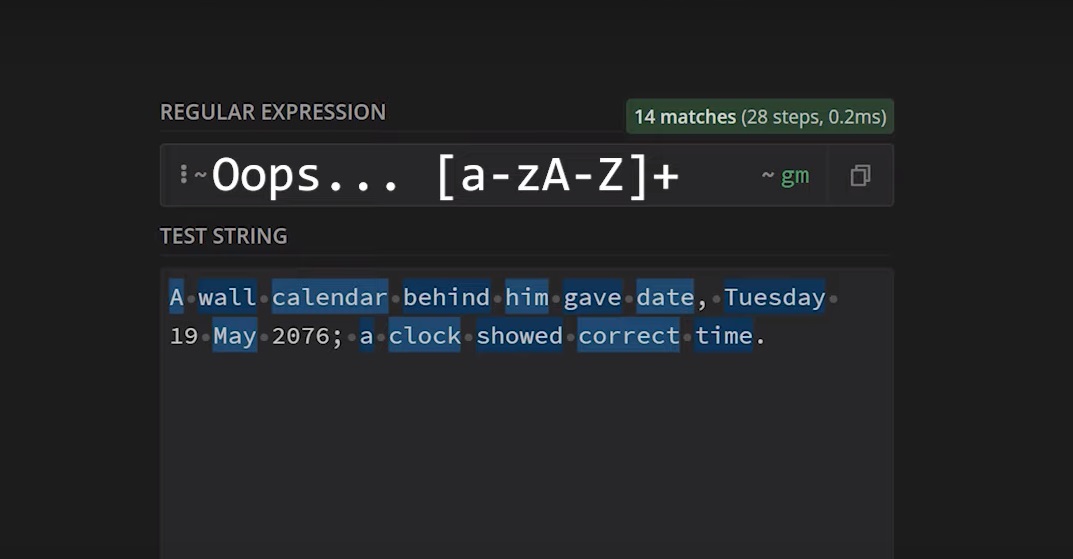 REGULAR EXPRESSION
14 matches (28 steps, 0.2ms)
~Oops... [a-zA-Z]+ ~ gm
TEST STRING
A wall calendar behind him gave date, Tuesday
19 May 2076; a clock showed correct time.